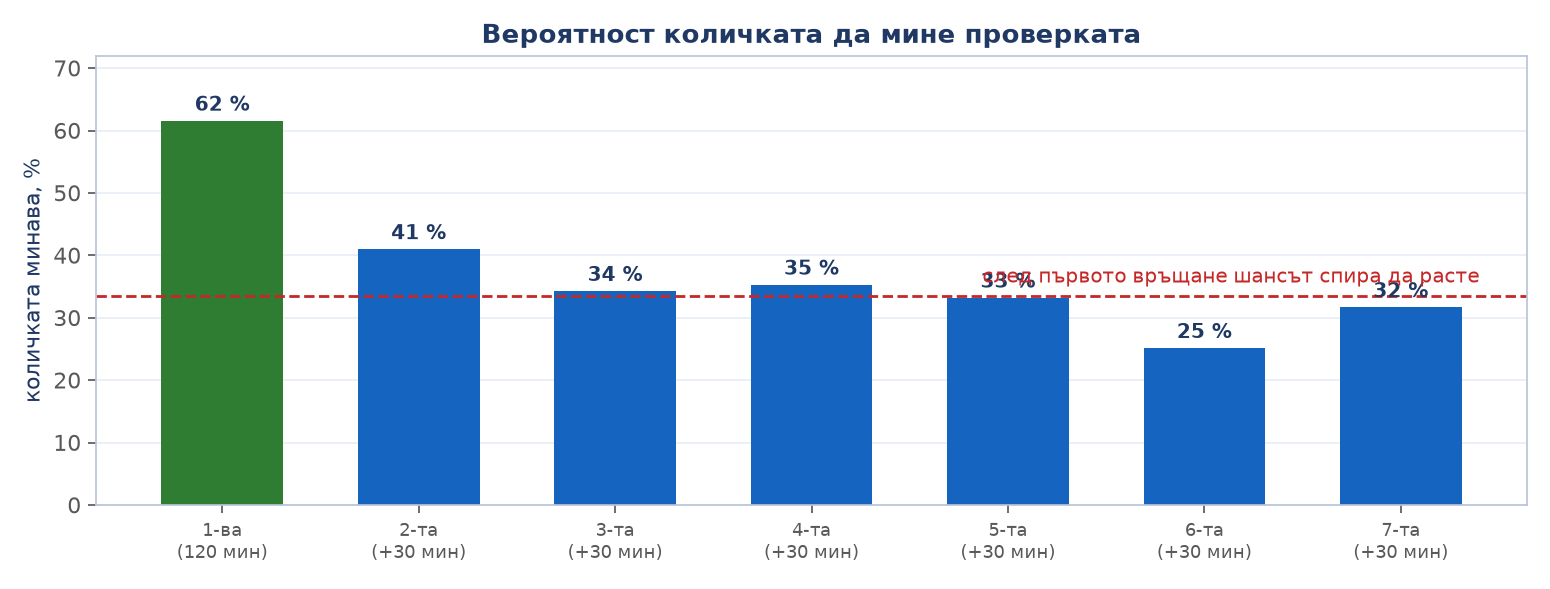 Вероятност количката да мине проверката
количката минава, %
70
60
50
40
30
20
10
0
62 %
41 %
34 %
35 %
33 %
25 %
32 %
след първото връщане шансът спира да расте
1-ва
(120 мин)
2-та
(+30 мин)
3-та
(+30 мин)
4-та
(+30 мин)
5-та
(+30 мин)
6-та
(+30 мин)
7-та
(+30 мин)